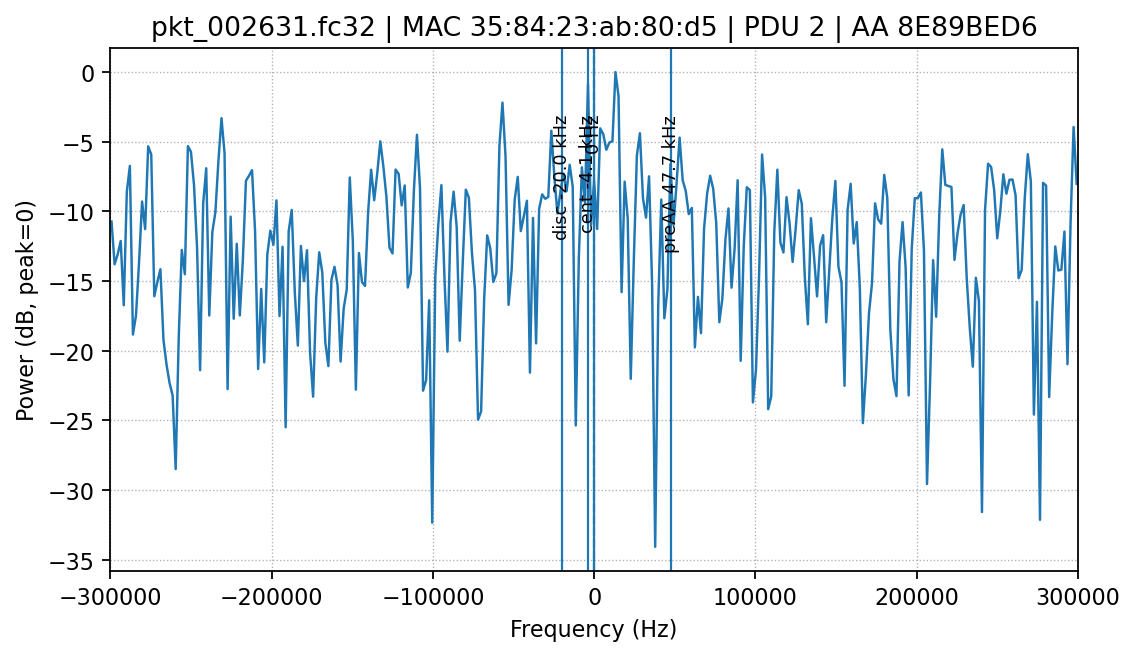 pkt_002631.fc32 | MAC 35:84:23:ab:80:d5 | PDU 2 | AA 8E89BED6
0
−5
−10
−15
−20
−25
−30
−35
Power (dB, peak=0)
disc -20.0 kHz
cent -4.1 kHz
0 Hz
preAA 47.7 kHz
−300000
−200000
−100000
0
100000
200000
300000
Frequency (Hz)